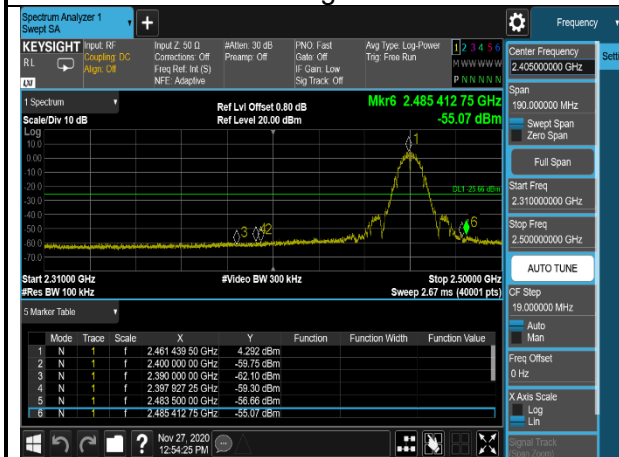 Spectrum Analyzer 1
Swept SA
Frequency
KEYSIGHT
RL
LXI
Input: RF
Coupling: DC
Align: Off
Input Z: 50 Ω
Corrections: Off
Freq Ref: Int (S)
NFE: Adaptive
#Atten: 30 dB
Preamp: Off
PNO: Fast
Gate: Off
IF Gain: Low
Sig Track: Off
Avg Type: Log-Power
Trig: Free Run
1 2 3 4 5 6
M W W W W W
P N N N N N
Center Frequency
2.405000000 GHz
Setti
Span
190.000000 MHz
Swept Span
Zero Span
Full Span
Start Freq
2.310000000 GHz
Stop Freq
2.500000000 GHz
AUTO TUNE
CF Step
19.000000 MHz
Auto
Man
Freq Offset
0 Hz
X Axis Scale
Log
Lin
Signal Track
(Span Zoom)
1 Spectrum
Scale/Div 10 dB
Ref Lvl Offset 0.80 dB
Ref Level 20.00 dBm
Mkr6 2.485 412 75 GHz
-55.07 dBm
Log
10.0
0.00
-10.0
-20.0
-30.0
-40.0
-50.0
-60.0
-70.0
1
3
4
2
6
Start 2.31000 GHz
#Res BW 100 kHz
#Video BW 300 kHz
Stop 2.50000 GHz
Sweep 2.67 ms (40001 pts)
5 Marker Table
Mode Trace Scale X Y Function Function Width Function Value
1 N 1 f 2.461 439 50 GHz 4.292 dBm
2 N 1 f 2.400 000 00 GHz -59.75 dBm
3 N 1 f 2.390 000 00 GHz -62.10 dBm
4 N 1 f 2.397 927 25 GHz -59.30 dBm
5 N 1 f 2.483 500 00 GHz -56.66 dBm
6 N 1 f 2.485 412 75 GHz -55.07 dBm
?
Nov 27, 2020
12:54:25 PM